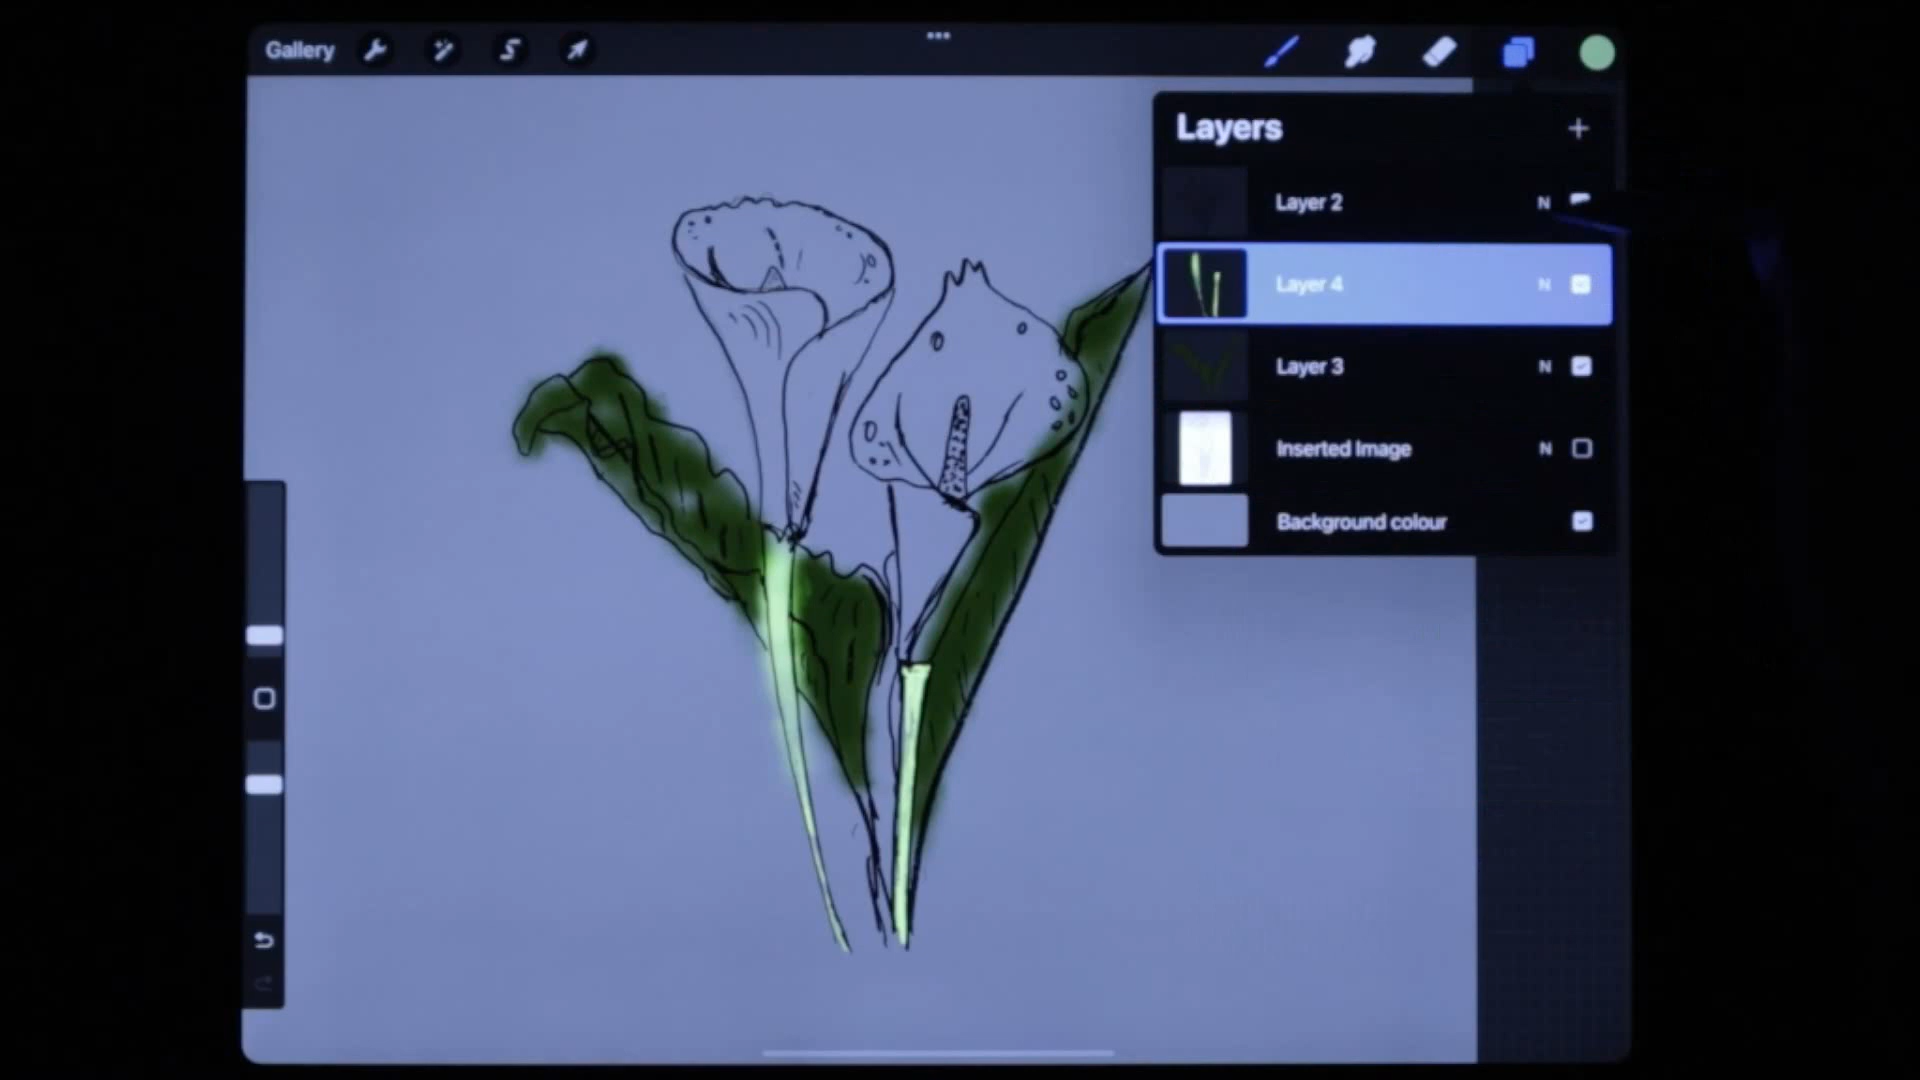 Gallery
Layers
Layer 2 N
Layer 4 N
Layer 3 N
Inserted Image N
Background colour